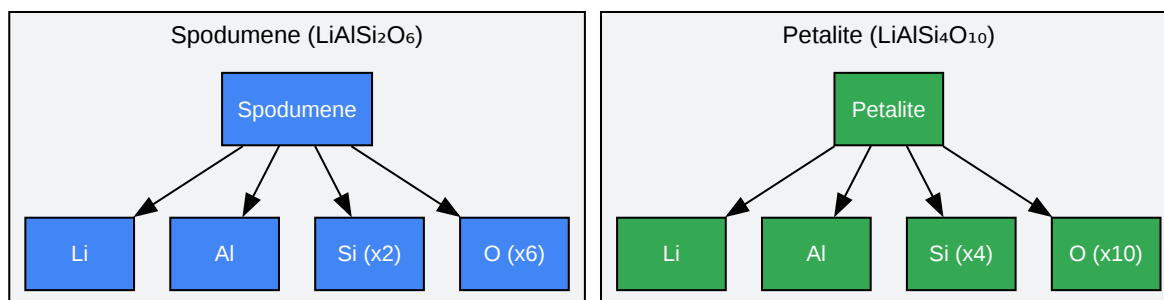 Spodumene (LiAlSi₂O₆)
Spodumene
Li
Al
Si (x2)
O (x6)
Petalite (LiAlSi₄O₁₀)
Petalite
Li
Al
Si (x4)
O (x10)